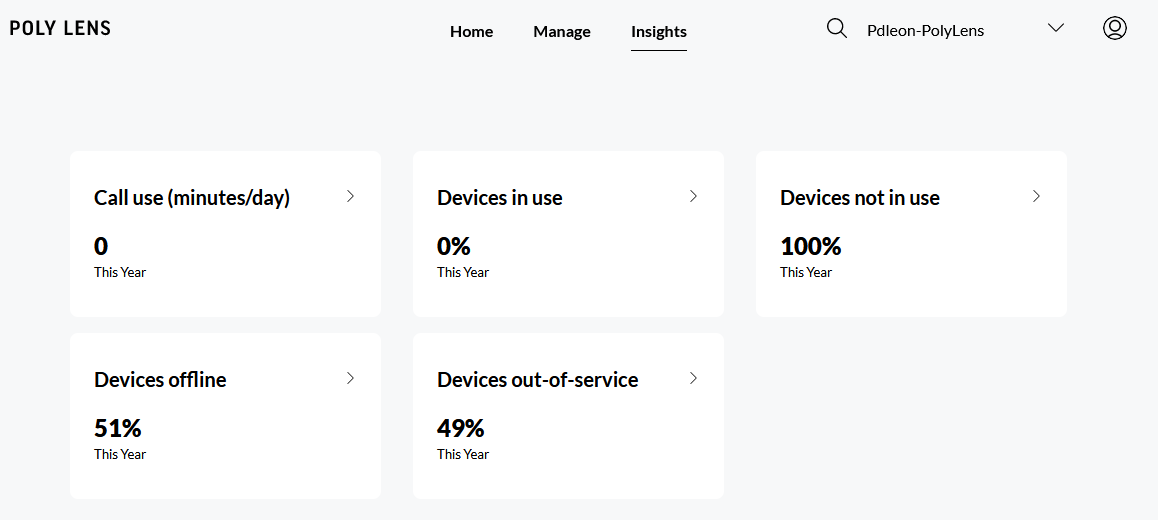 POLY LENS
Home Manage Insights
Pdleon-PolyLens
Call use (minutes/day)
0
This Year
Devices in use
0%
This Year
Devices not in use
100%
This Year
Devices offline
51%
This Year
Devices out-of-service
49%
This Year